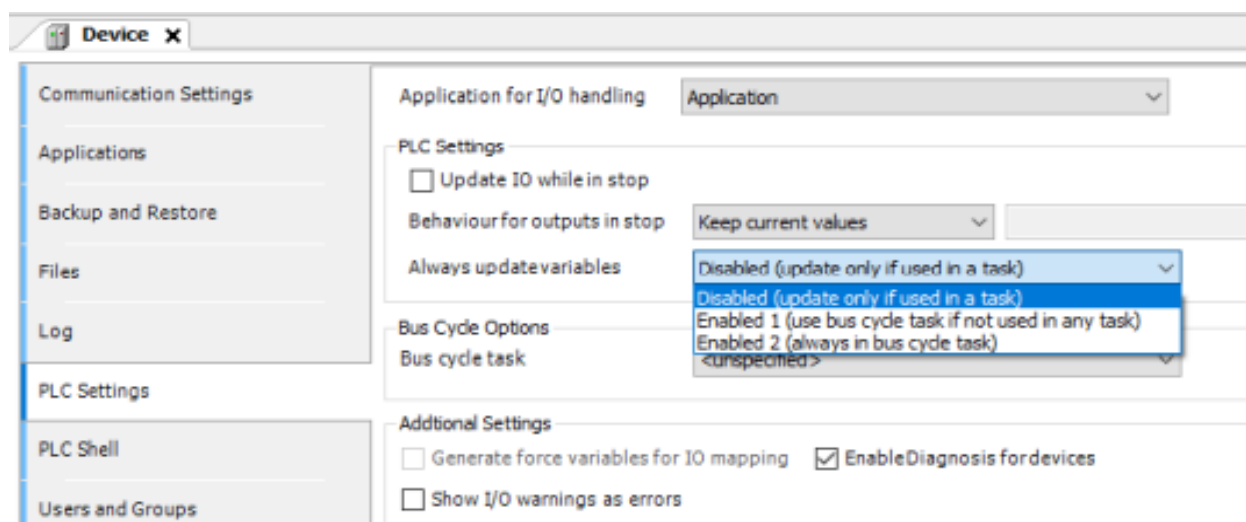 Device
Communication Settings
Application for I/O handling Application
Applications
PLC Settings
Update IO while in stop
Backup and Restore
Behaviour for outputs in stop Keep current values
Files
Always update variables Disabled (update only if used in a task)
Disabled (update only if used in a task)
Enabled 1 (use bus cycle task if not used in any task)
Enabled 2 (always in bus cycle task)
Log
Bus Cycle Options
Bus cycle task <unspecified>
PLC Settings
Addtional Settings
PLC Shell
Generate force variables for IO mapping Enable Diagnosis for devices
Users and Groups
Show I/O warnings as errors